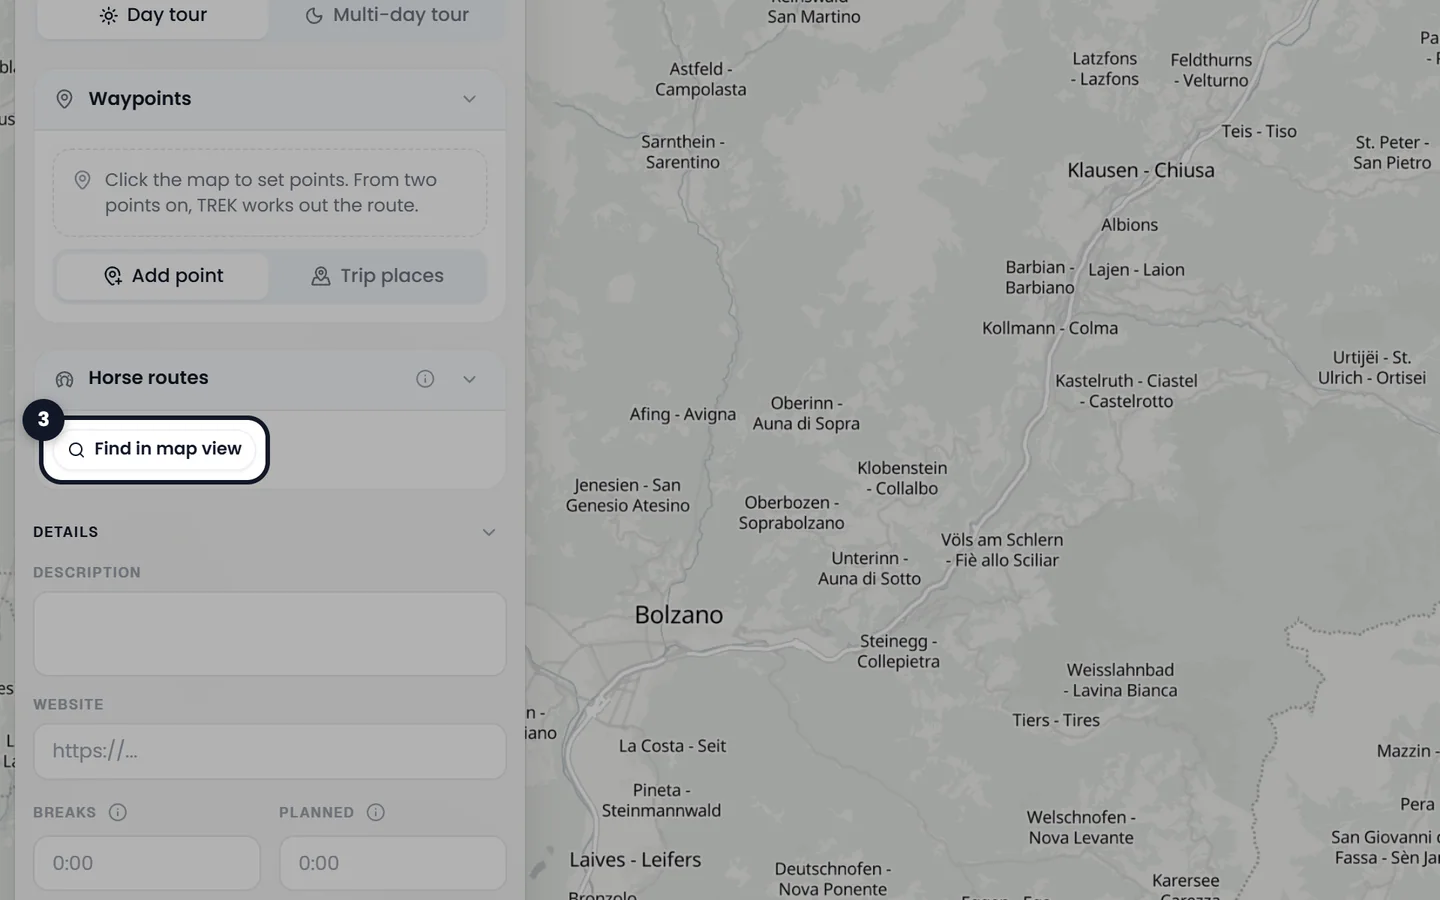 Day tour
Multi-day tour
Waypoints
Click the map to set points. From two
points on, TREK works out the route.
Add point
Trip places
Horse routes
3
Find in map view
DETAILS
DESCRIPTION
WEBSITE
https://...
BREAKS
PLANNED
0:00
0:00
San Martino
Astfeld -
Campolasta
Latzfons
- Lazfons
Feldthurns
- Velturno
Teis - Tiso
Sarnthein -
Sarentino
St. Peter -
San Pietro
Klausen - Chiusa
Albions
Barbian -
Barbiano
Lajen - Laion
Kollmann - Colma
Urtijëi - St.
Ulrich - Ortisei
Kastelruth - Ciastel
- Castelrotto
Afing - Avigna
Oberinn -
Auna di Sopra
Klobenstein
- Collalbo
Jenesien - San
Genesio Atesino
Oberbozen -
Soprabolzano
Völs am Schlern
- Fiè allo Sciliar
Unterinn -
Auna di Sotto
Bolzano
Steinegg -
Collepietra
Weisslahnbad
- Lavina Bianca
Tiers - Tires
La Costa - Seit
Mazzin -
Pineta -
Steinmannwald
Pera
Welschnofen -
Nova Levante
San Giovanni
Fassa - Sèn
Laives - Leifers
Deutschnofen -
Nova Ponente
Karersee
Bronzolo